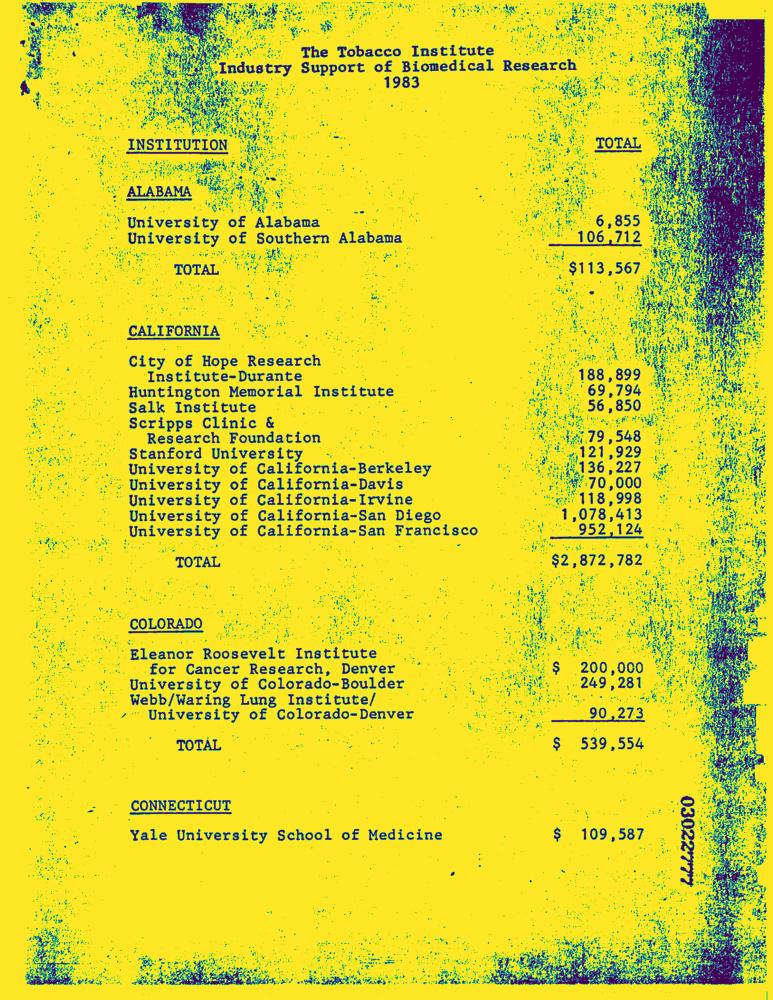 The Tobacco Institute
Industry Support of Biomedical Research
1983
INSTITUTION TOTAL
ALABAMA
University of Alabama 6,855
University of Southern Alabama 106,712
TOTAL $113,567
CALIFORNIA
City of Hope Research
Institute-Durante 188,899
Huntington Memorial Institute 69,794
Salk Institute 56,850
Scripps Clinic &
Research Foundation 79,548
Stanford University 121,929
University of California-Berkeley 136,227
University of California-Davis 70,000
University of California-Irvine 118,998
University of California-San Diego 1,078,413
University of California-San Francisco 952,124
TOTAL $2,872,782
COLORADO
Eleanor Roosevelt Institute
for Cancer Research, Denver $ 200,000
University of Colorado-Boulder 249,281
Webb/Waring Lung Institute/
University of Colorado-Denver 90,273
TOTAL $ 539,554
CONNECTICUT
Yale University School of Medicine $ 109,587
03022777